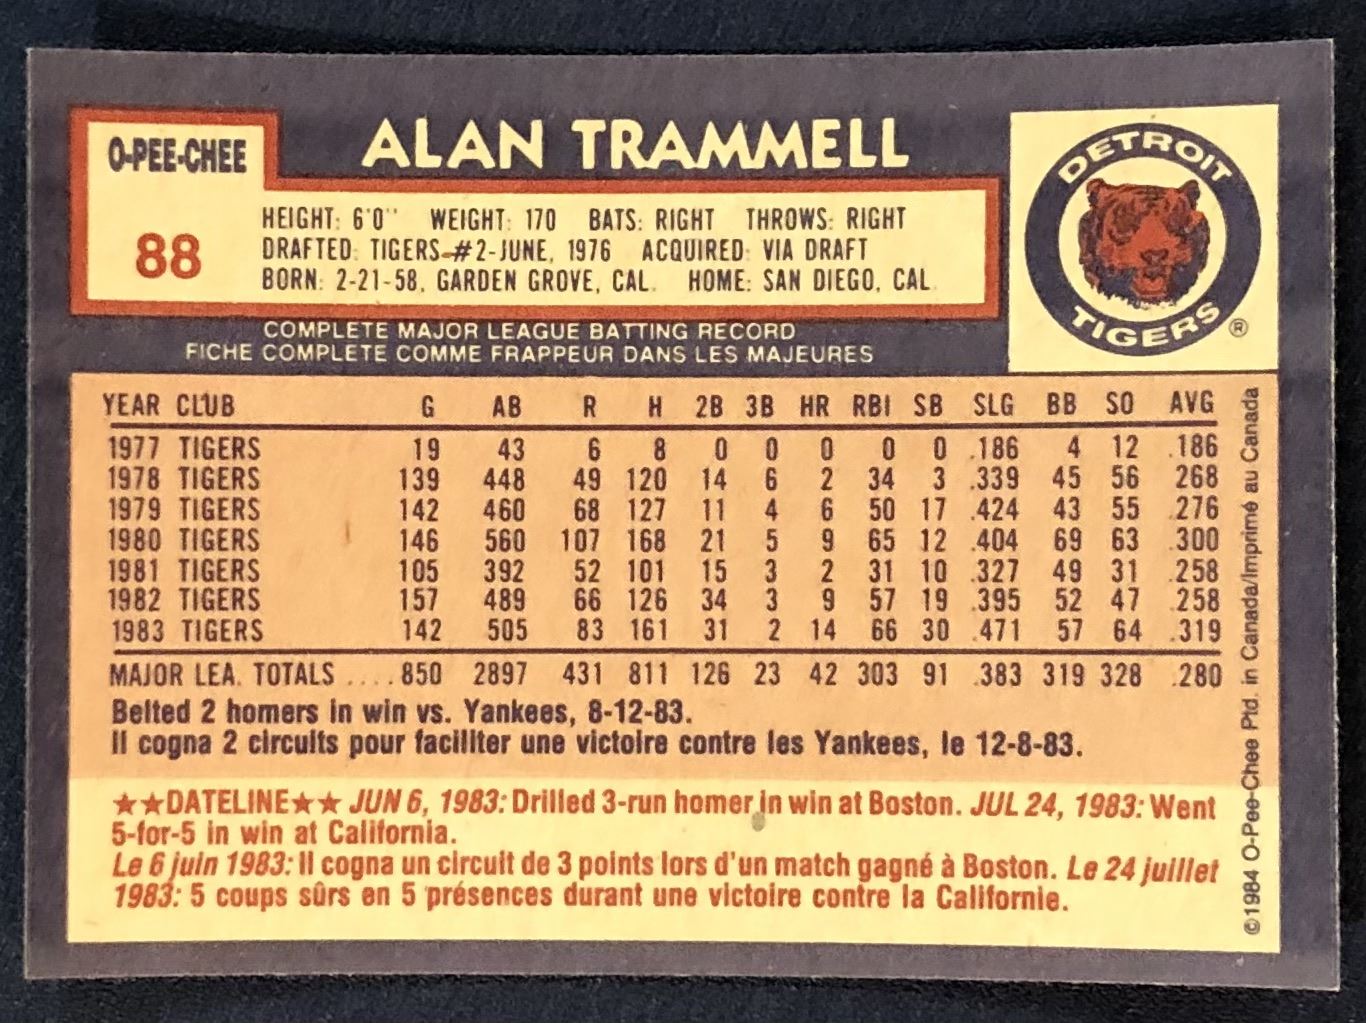 O-PEE-CHEE
88
ALAN TRAMMELL
HEIGHT: 6'0" WEIGHT: 170 BATS: RIGHT THROWS: RIGHT
DRAFTED: TIGERS-#2-JUNE, 1976 ACQUIRED: VIA DRAFT
BORN: 2-21-58, GARDEN GROVE, CAL. HOME: SAN DIEGO, CAL.
DETROIT
TIGERS®
COMPLETE MAJOR LEAGUE BATTING RECORD
FICHE COMPLETE COMME FRAPPEUR DANS LES MAJEURES
YEAR CLUB G AB R H 2B 3B HR RBI SB SLG BB SO AVG
1977 TIGERS 19 43 6 8 0 0 0 0 0 .186 4 12 .186
1978 TIGERS 139 448 49 120 14 6 2 34 3 .339 45 56 .268
1979 TIGERS 142 460 68 127 11 4 6 50 17 .424 43 55 .276
1980 TIGERS 146 560 107 168 21 5 9 65 12 .404 69 63 .300
1981 TIGERS 105 392 52 101 15 3 2 31 10 .327 49 31 .258
1982 TIGERS 157 489 66 126 34 3 9 57 19 .395 52 47 .258
1983 TIGERS 142 505 83 161 31 2 14 66 30 .471 57 64 .319
MAJOR LEA. TOTALS ....850 2897 431 811 126 23 42 303 91 .383 319 328 .280
Belted 2 homers in win vs. Yankees, 8-12-83.
Il cogna 2 circuits pour faciliter une victoire contre les Yankees, le 12-8-83.
★★DATELINE★★ JUN 6, 1983: Drilled 3-run homer in win at Boston. JUL 24, 1983: Went
5-for-5 in win at California.
Le 6 juin 1983: Il cogna un circuit de 3 points lors d'un match gagné à Boston. Le 24 juillet
1983: 5 coups sûrs en 5 présences durant une victoire contre la Californie.
©1984 O-Pee-Chee Ptd. in Canada/Imprimé au Canada